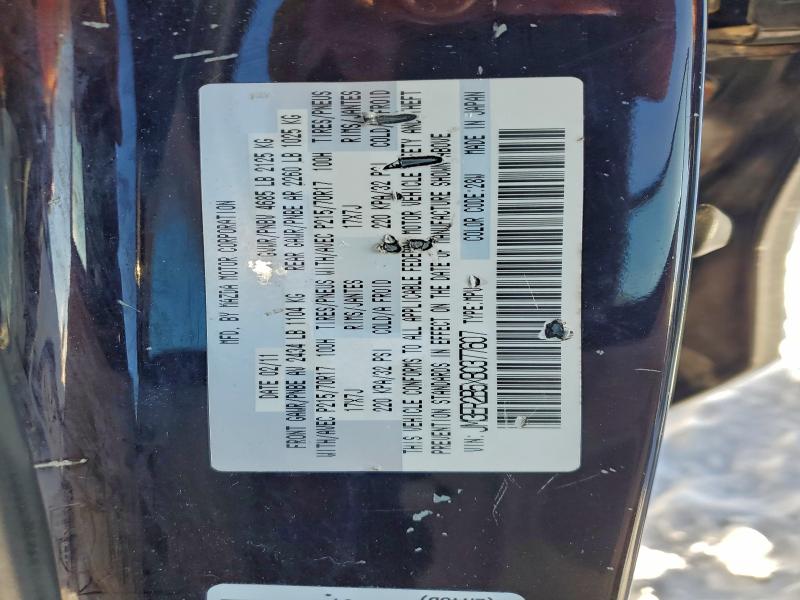 MFD. BY MAZDA MOTOR CORPORATION
DATE 02/11 GVWR/PNBV 4685 LB 2125 KG
FRONT GAWR/PNBE AV 2434 LB 1104 KG REAR GAWR/PNBE AR 2260 LB 1025 KG
WITH/AVEC P215/70R17 100H TIRES/PNEUS WITH/AVEC P215/70R17 100H TIRES/PNEUS
17X7J RIMS/JANTES 17X7J RIMS/JANTES
220 KPA/32 PSI COLD/A FROID 220 KPA/32 PSI COLD/A FROID
THIS VEHICLE CONFORMS TO ALL APPLICABLE FEDERAL MOTOR VEHICLE SAFETY AND THEFT
PREVENTION STANDARDS IN EFFECT ON THE DATE OF MANUFACTURE SHOWN ABOVE
VIN: TYPE:MPV
COLOR CODE:28W MADE IN JAPAN